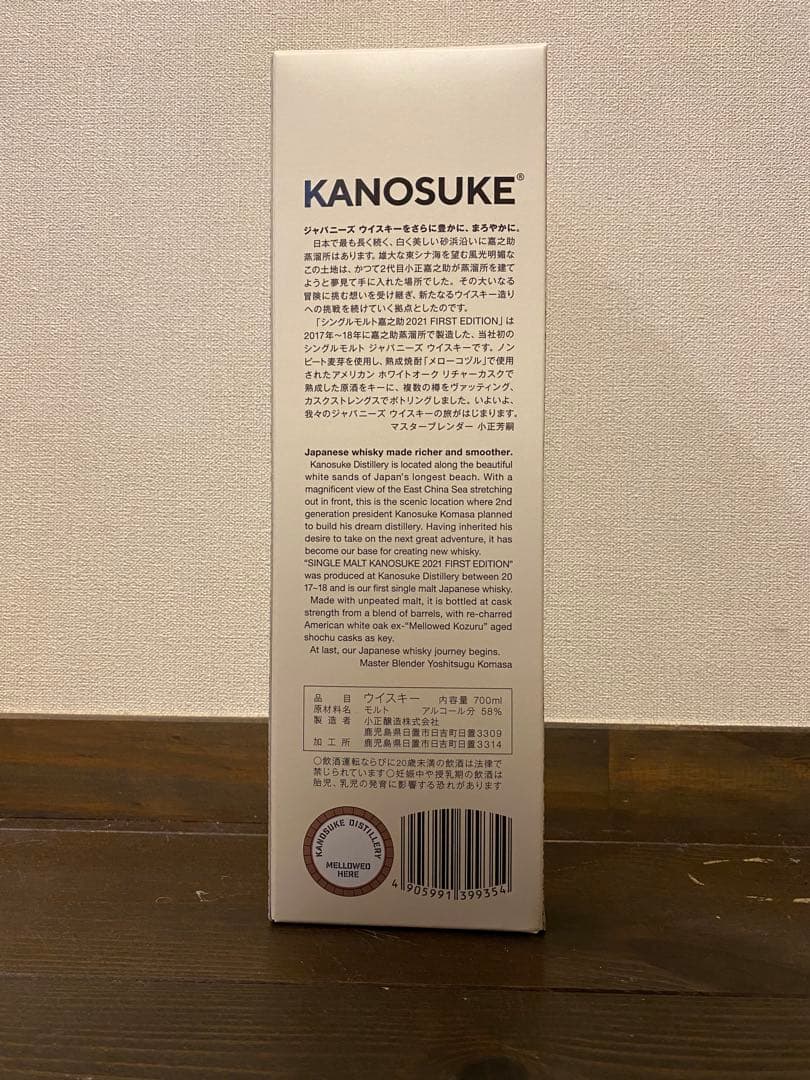 KANOSUKE®
ジャパニーズ ウイスキーをさらに豊かに、まろやかに。
日本で最も長く続く、白く美しい砂浜沿いに嘉之助
蒸溜所はあります。雄大な東シナ海を望む風光明媚な
この土地は、かつて2代目小正嘉之助が蒸溜所を建て
ようと夢見て手に入れた場所でした。その大いなる
冒険に挑む想いを受け継ぎ、新たなるウイスキー造り
への挑戦を続けていく拠点としたのです。
「シングルモルト嘉之助2021 FIRST EDITION」は
2017年~18年に嘉之助蒸溜所で製造した、当社初の
シングルモルト ジャパニーズ ウイスキーです。ノン
ピート麦芽を使用し、熟成焼酎「メローコヅル」で使用
されたアメリカン ホワイトオーク リチャーカスクで
熟成した原酒をキーに、複数の樽をヴァッティング、
カスクストレングスでボトリングしました。いよいよ、
我々のジャパニーズ ウイスキーの旅がはじまります。
マスターブレンダー 小正芳嗣
Japanese whisky made richer and smoother.
Kanosuke Distillery is located along the beautiful
white sands of Japan's longest beach. With a
magnificent view of the East China Sea stretching
out in front, this is the scenic location where 2nd
generation president Kanosuke Komasa planned
to build his dream distillery. Having inherited his
desire to take on the next great adventure, it has
become our base for creating new whisky.
"SINGLE MALT KANOSUKE 2021 FIRST EDITION"
was produced at Kanosuke Distillery between 20
17~18 and is our first single malt Japanese whisky.
Made with unpeated malt, it is bottled at cask
strength from a blend of barrels, with re-charred
American white oak ex-"Mellowed Kozuru" aged
shochu casks as key.
At last, our Japanese whisky journey begins.
Master Blender Yoshitsugu Komasa
品目 ウイスキー 内容量 700ml
原材料名 モルト アルコール分 58%
製造者 小正醸造株式会社
鹿児島県日置市日吉町日置3309
加工所 鹿児島県日置市日吉町日置3314
○飲酒運転ならびに20歳未満の飲酒は法律で
禁じられています○妊娠中や授乳期の飲酒は
胎児、乳児の発育に影響する恐れがあります
KANOSUKE DISTILLERY
MELLOWED
HERE
4 905991 399354